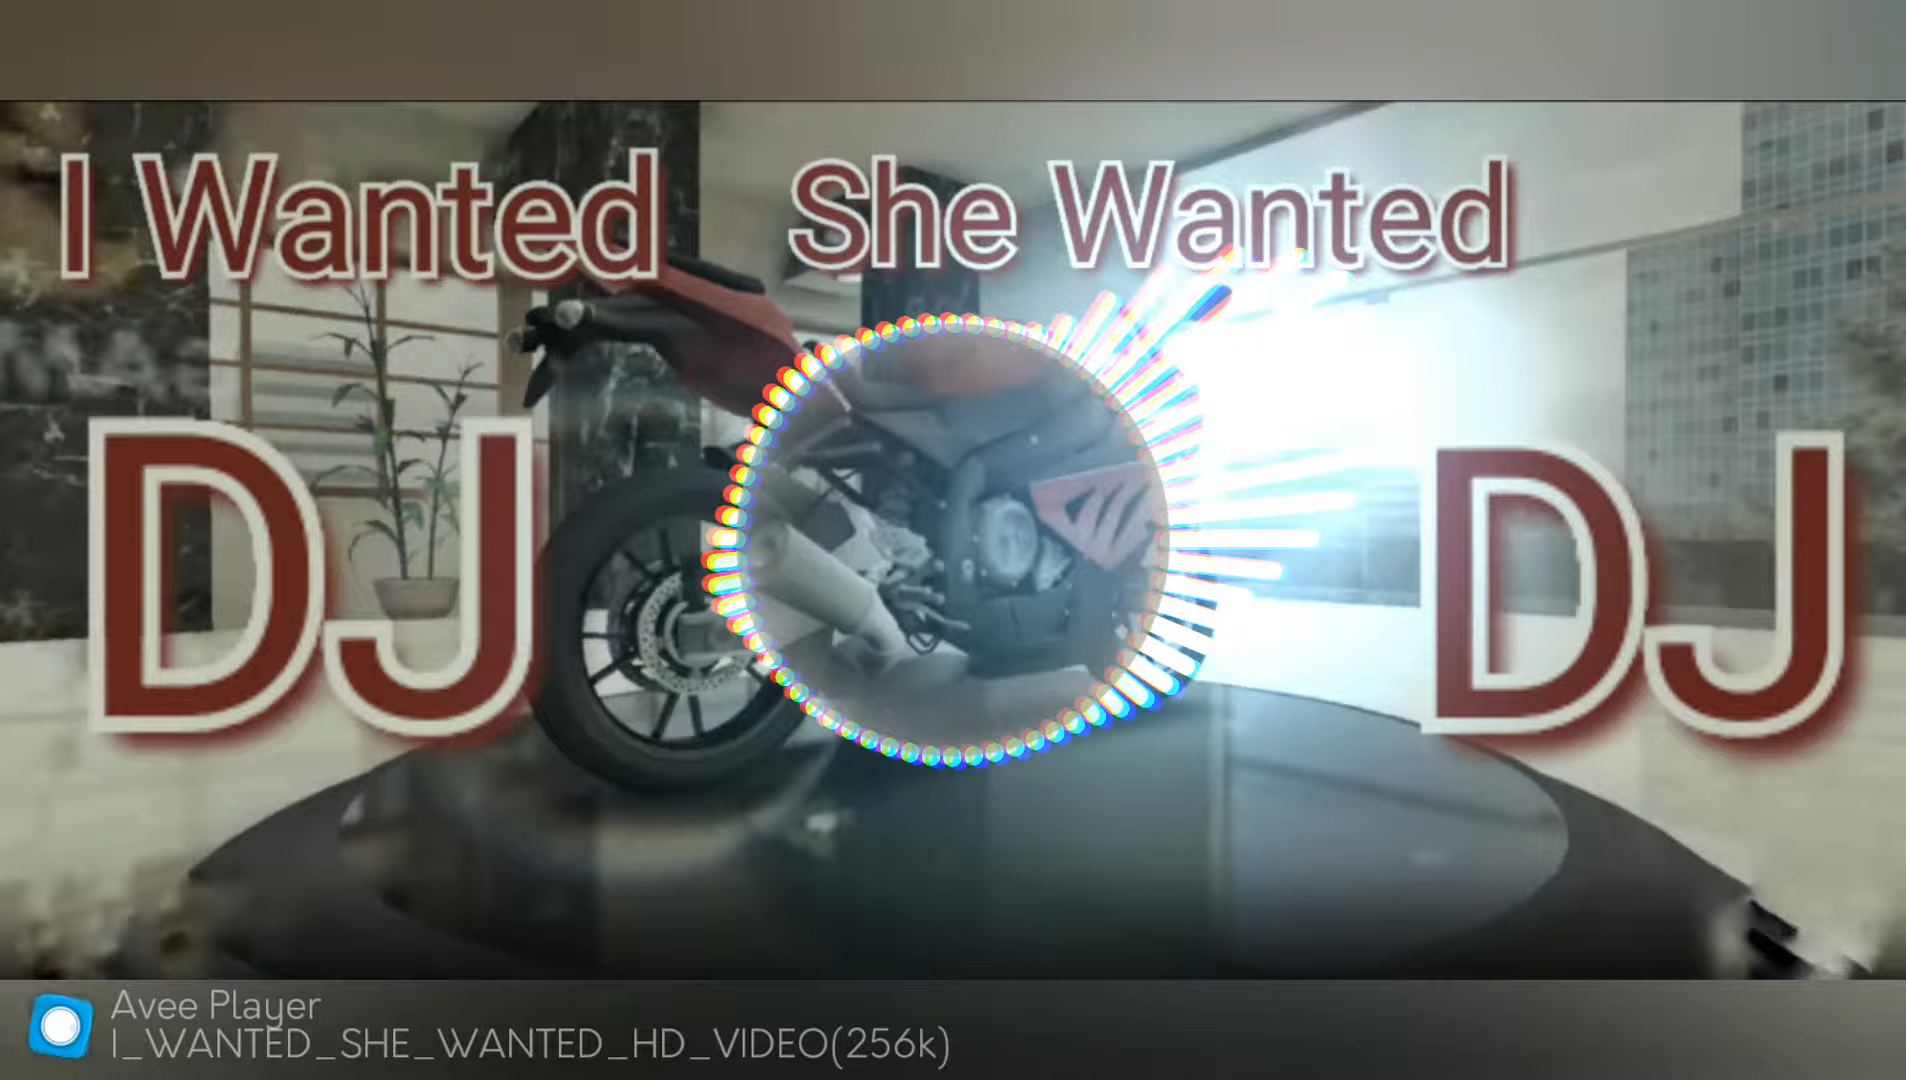 I Wanted She Wanted
DJ DJ
Avee Player
I_WANTED_SHE_WANTED_HD_VIDEO(256k)